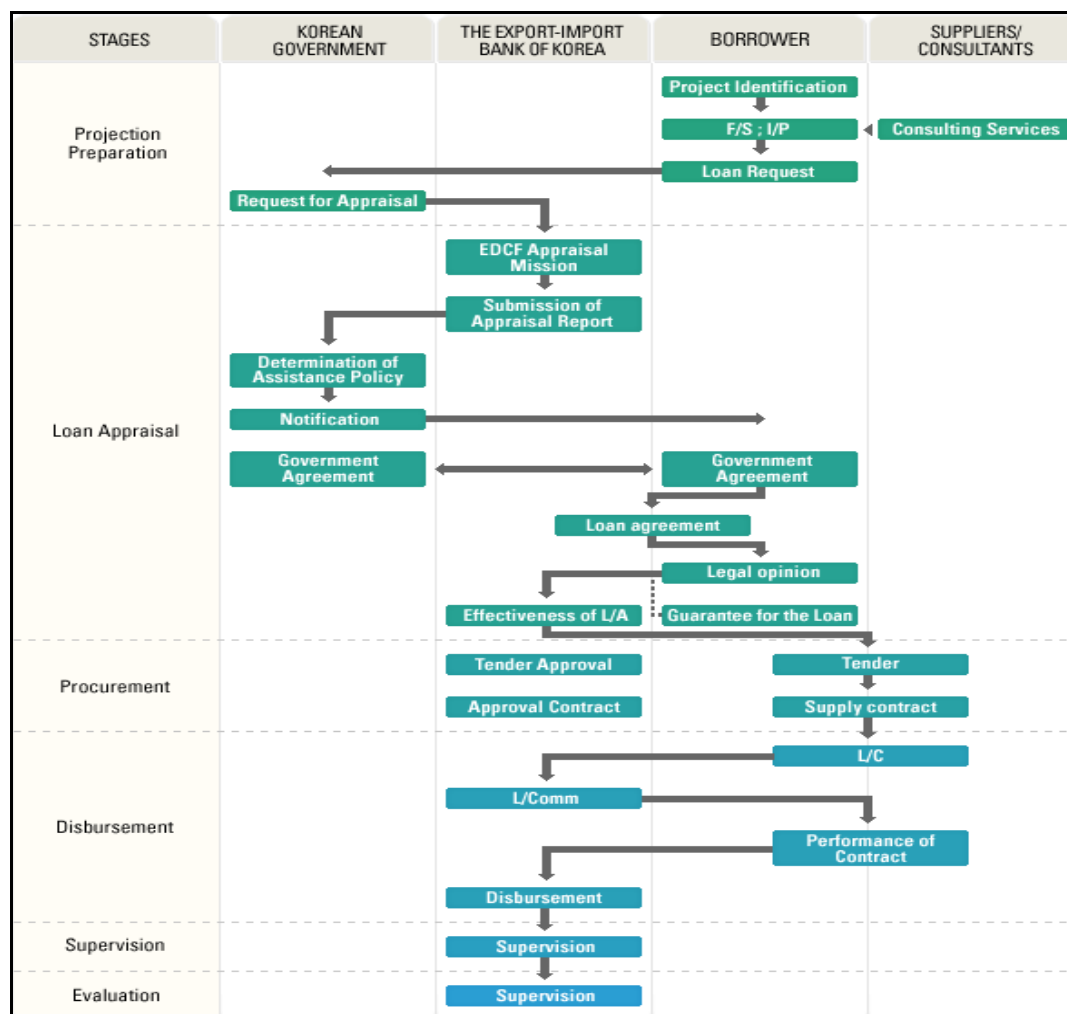 STAGES
KOREAN
GOVERNMENT
THE EXPORT-IMPORT
BANK OF KOREA
BORROWER
SUPPLIERS/
CONSULTANTS
Projection
Preparation
Project Identification
F/S ; I/P
Consulting Services
Loan Request
Request for Appraisal
Loan Appraisal
EDCF Appraisal
Mission
Submission of
Appraisal Report
Determination of
Assistance Policy
Notification
Government
Agreement
Government
Agreement
Loan agreement
Legal opinion
Effectiveness of L/A
Guarantee for the Loan
Procurement
Tender Approval
Tender
Approval Contract
Supply contract
Disbursement
L/C
L/Comm
Performance of
Contract
Disbursement
Supervision
Supervision
Evaluation
Supervision